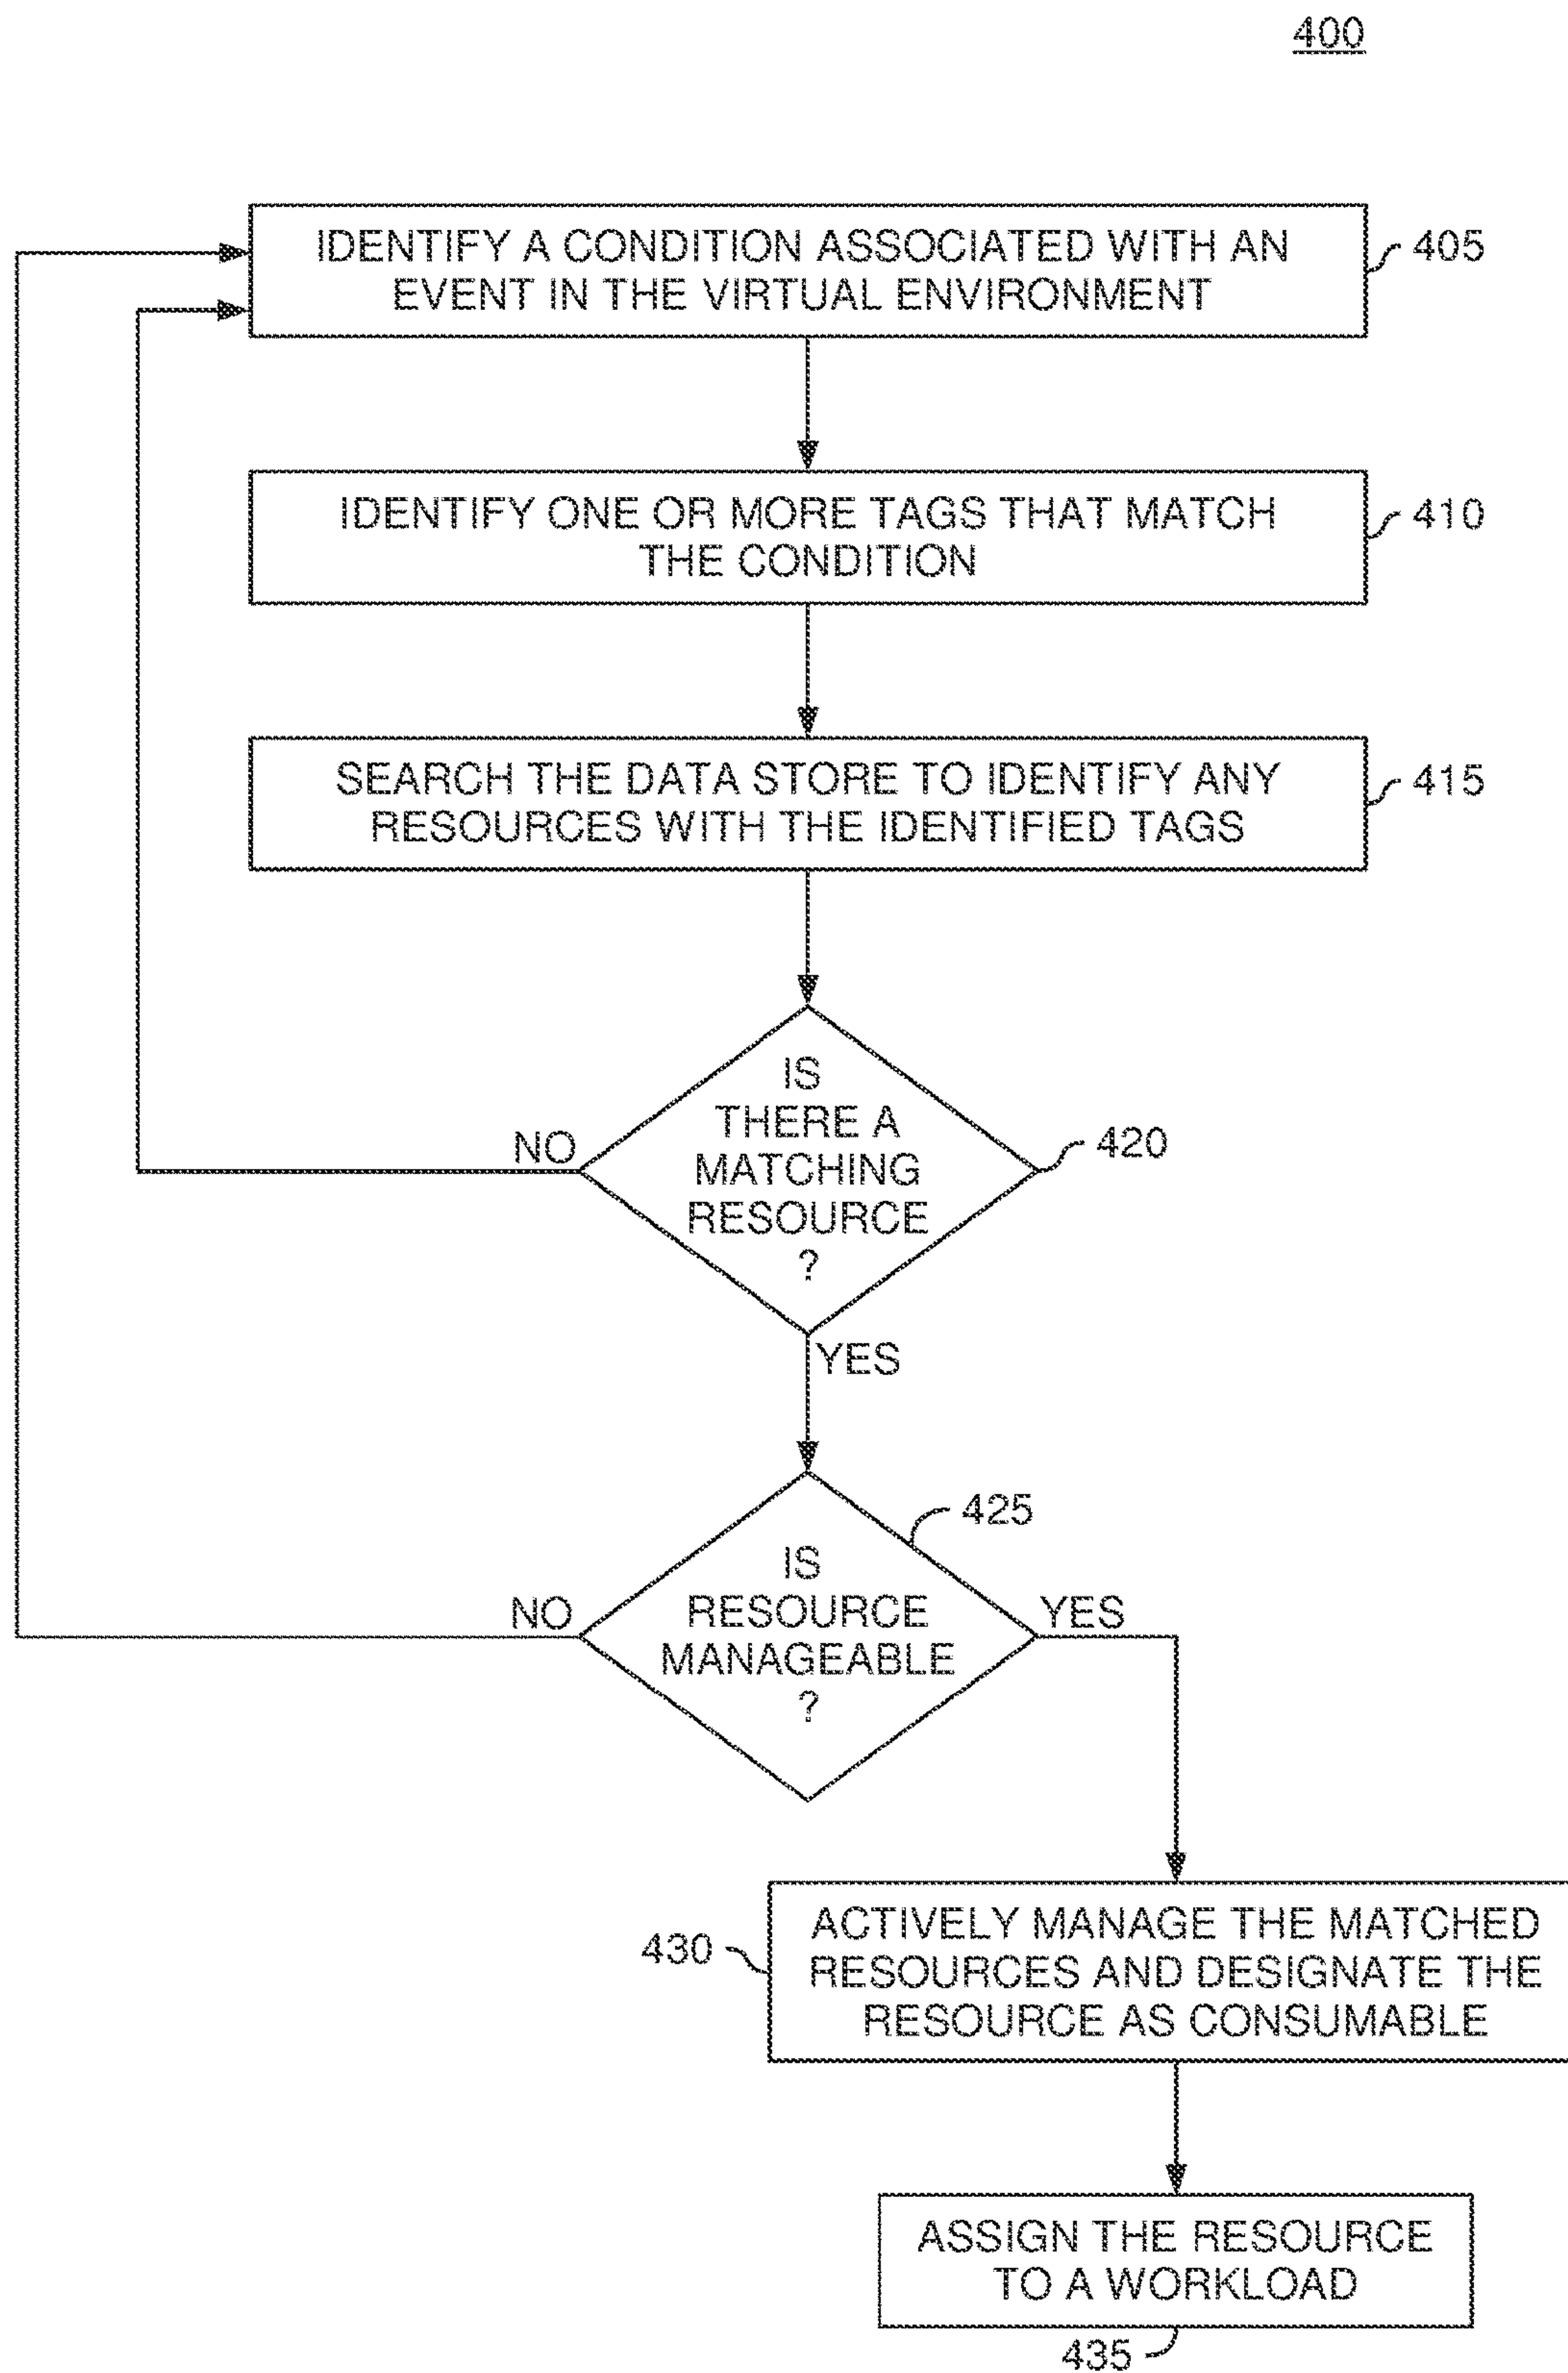 400
IDENTIFY A CONDITION ASSOCIATED WITH AN
EVENT IN THE VIRTUAL ENVIRONMENT
405
IDENTIFY ONE OR MORE TAGS THAT MATCH
THE CONDITION
410
SEARCH THE DATA STORE TO IDENTIFY ANY
RESOURCES WITH THE IDENTIFIED TAGS
415
IS
THERE A
MATCHING
RESOURCE
?
NO
420
YES
425
IS
RESOURCE
MANAGEABLE
?
NO
YES
430
ACTIVELY MANAGE THE MATCHED
RESOURCES AND DESIGNATE THE
RESOURCE AS CONSUMABLE
ASSIGN THE RESOURCE
TO A WORKLOAD
435